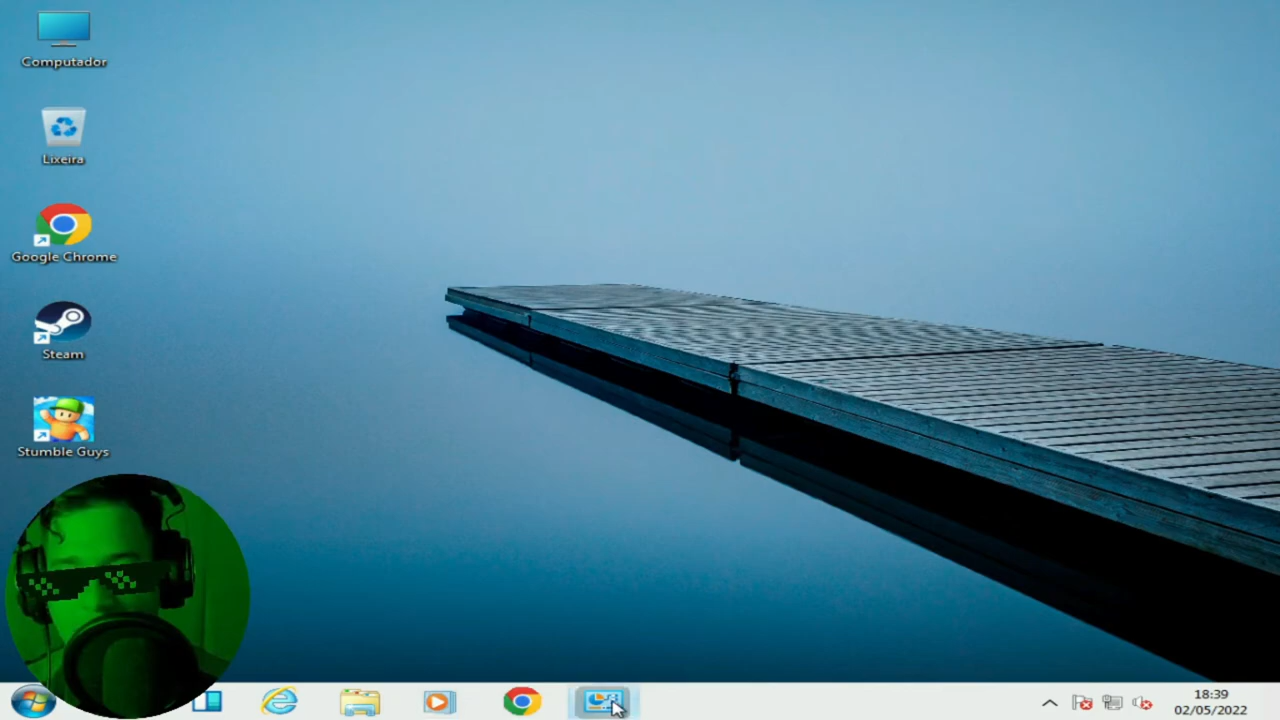 Computador
Lixeira
Google Chrome
Steam
Stumble Guys
18:39
02/05/2022